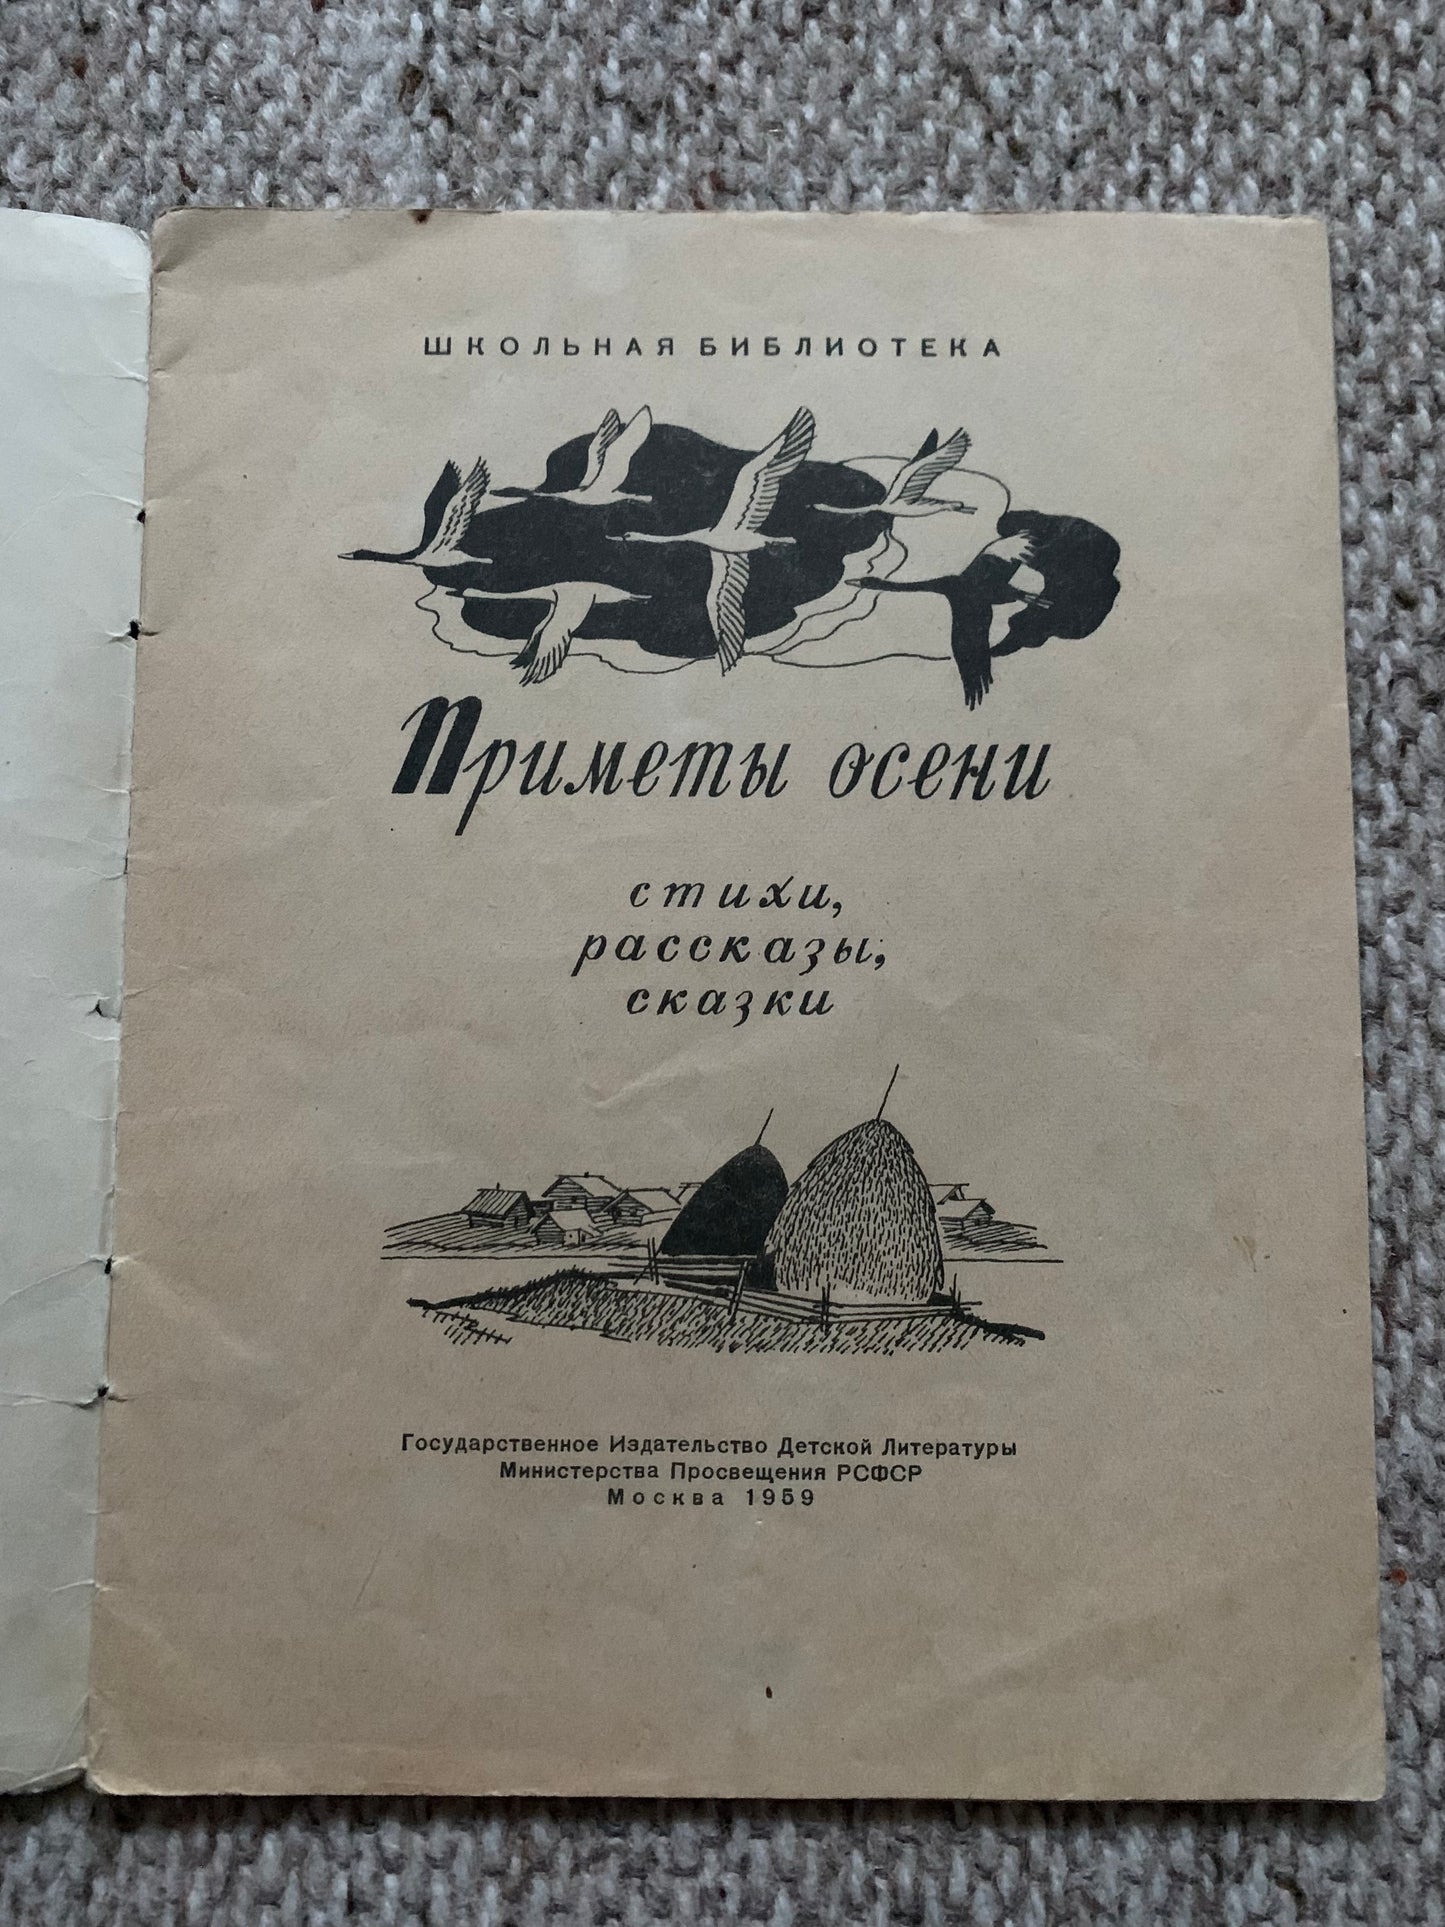 ШКОЛЬНАЯ БИБЛИОТЕКА
Приметы осени
стихи,
рассказы,
сказки
Государственное Издательство Детской Литературы
Министерства Просвещения РСФСР
Москва 1959